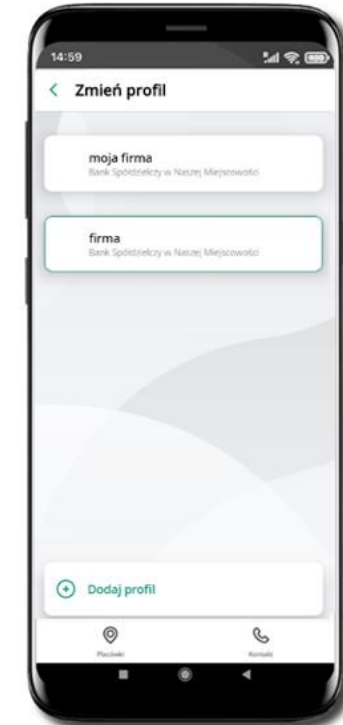 14:59
Zmień profil
moja firma
Bank Spółdzielczy w Naszej Miejscowości
firma
Bank Spółdzielczy w Naszej Miejscowości
Dodaj profil
Placówki
Kontakt